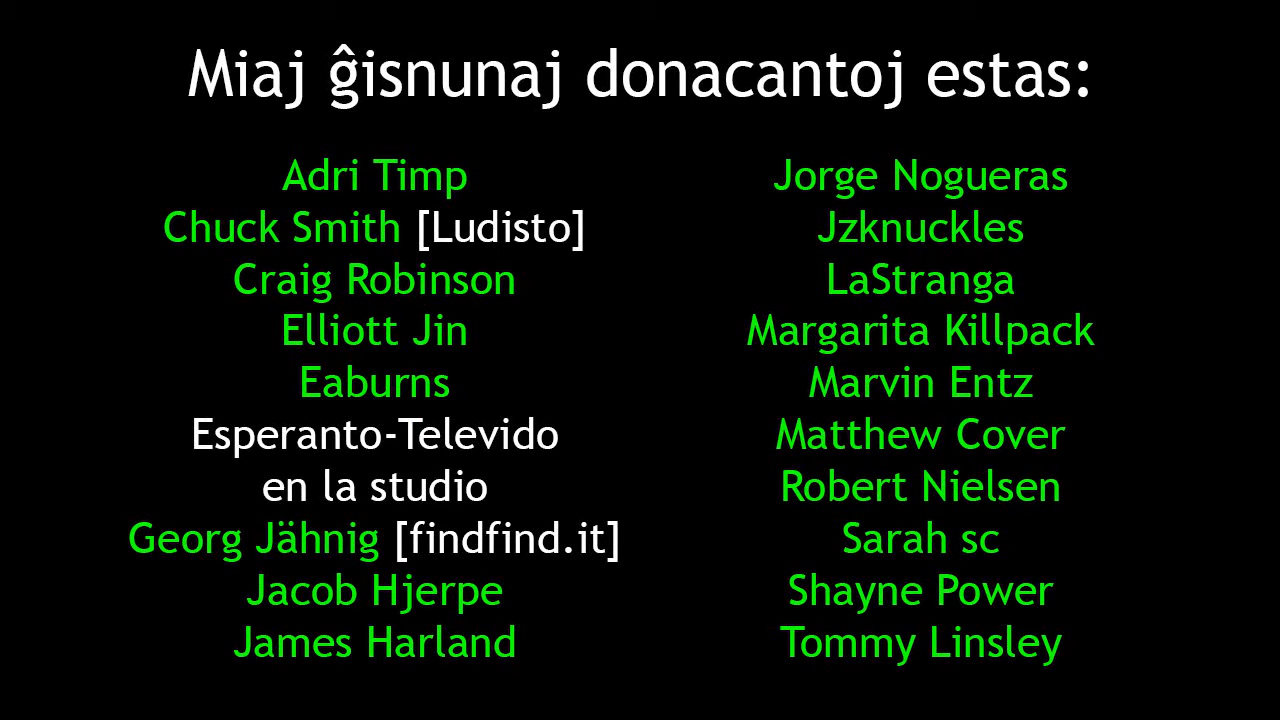 Miaj ĝisnunaj donacantoj estas:
Adri Timp
Chuck Smith [Ludisto]
Craig Robinson
Elliott Jin
Eaburns
Esperanto-Televido
en la studio
Georg Jähnig [findfind.it]
Jacob Hjerpe
James Harland
Jorge Nogueras
Jzknuckles
LaStranga
Margarita Killpack
Marvin Entz
Matthew Cover
Robert Nielsen
Sarah sc
Shayne Power
Tommy Linsley